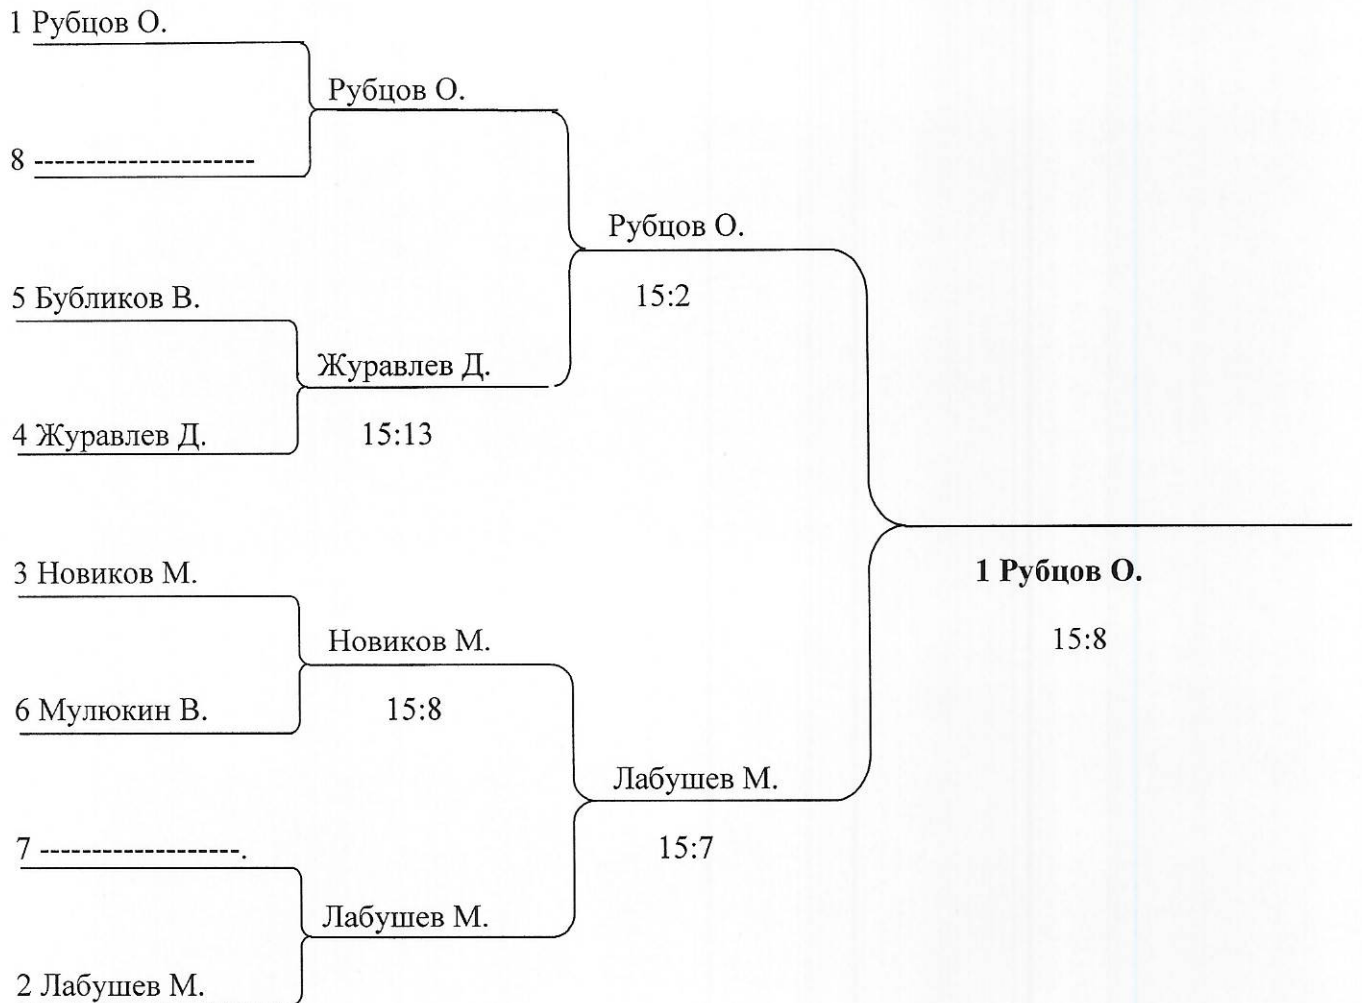 1 Рубцов О.
Рубцов О.
8 ---------------------
Рубцов О.
5 Бубликов В.
15:2
Журавлев Д.
4 Журавлев Д.
15:13
3 Новиков М.
1 Рубцов О.
Новиков М.
15:8
6 Мулюкин В.
15:8
Лабушев М.
7 -------------------.
15:7
Лабушев М.
2 Лабушев М.